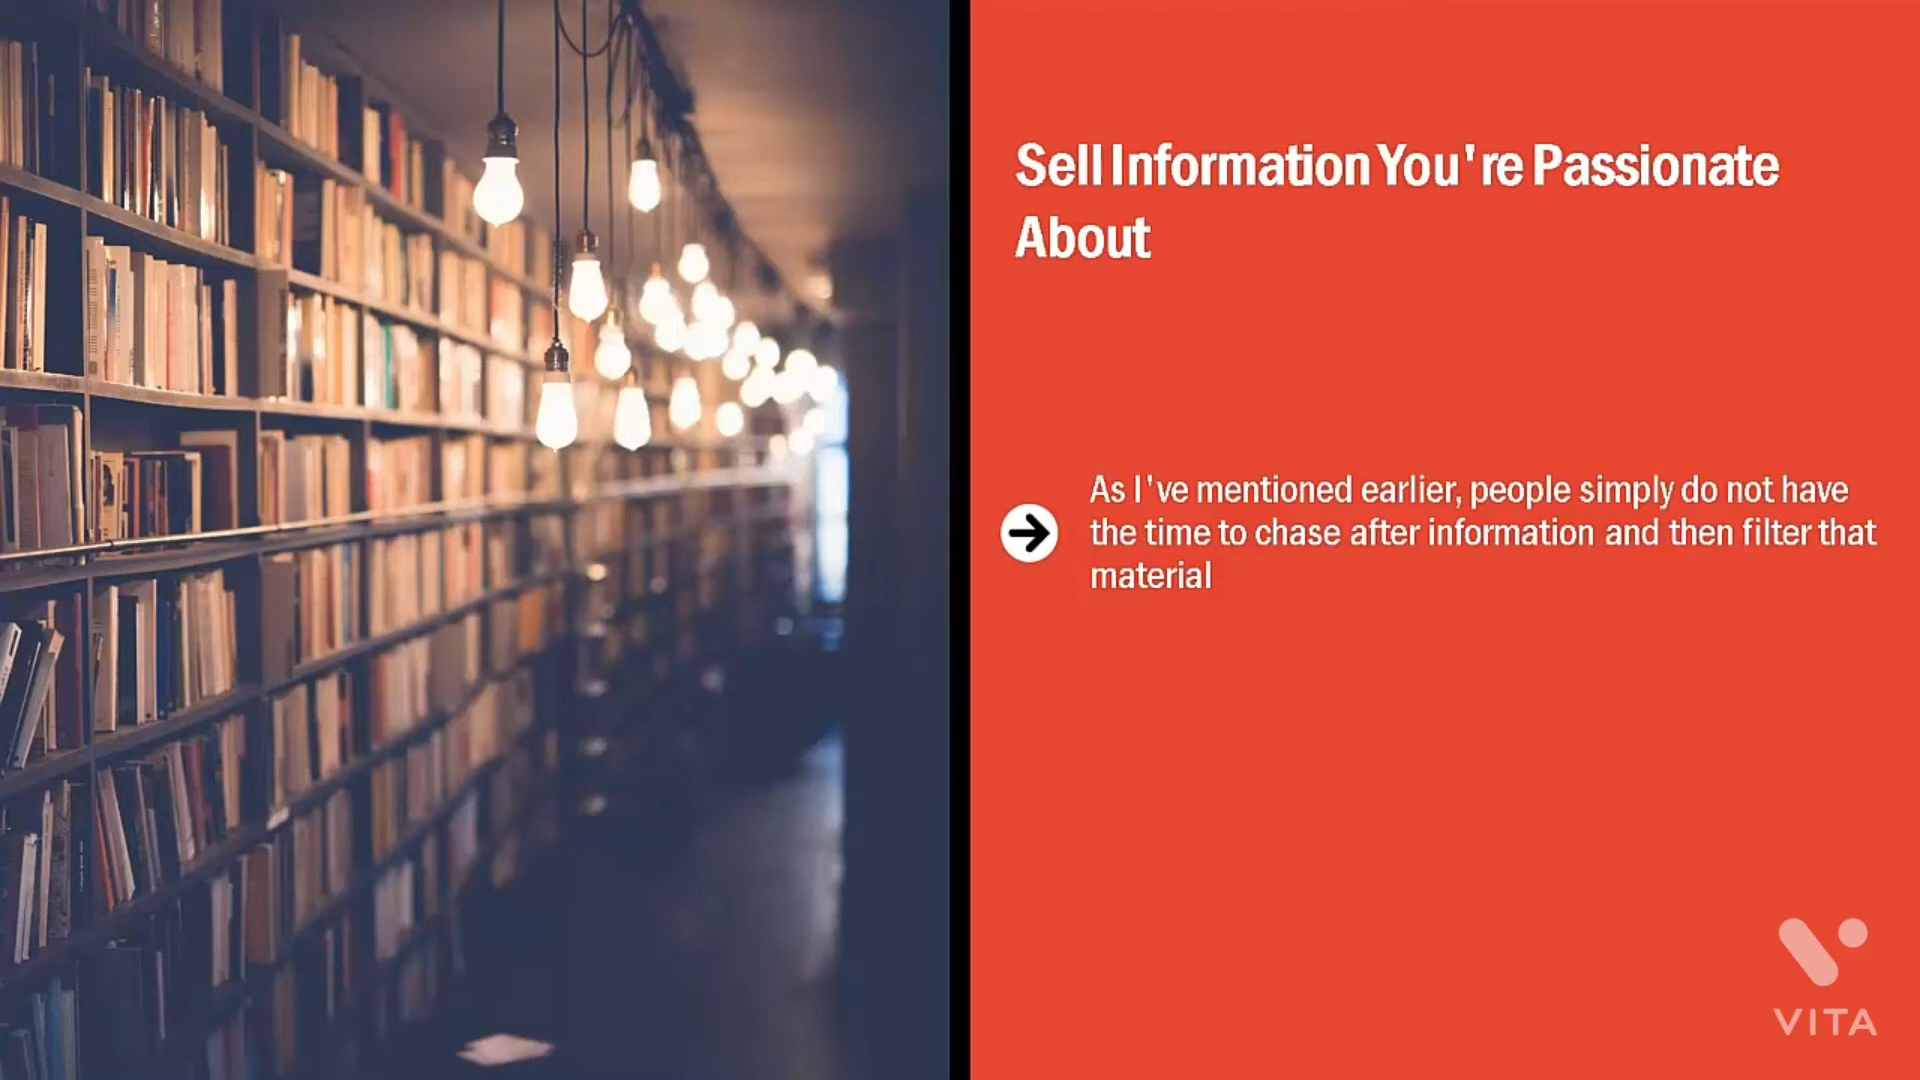 Sell Information You're Passionate
About
As I've mentioned earlier, people simply do not have
the time to chase after information and then filter that
material
VITA